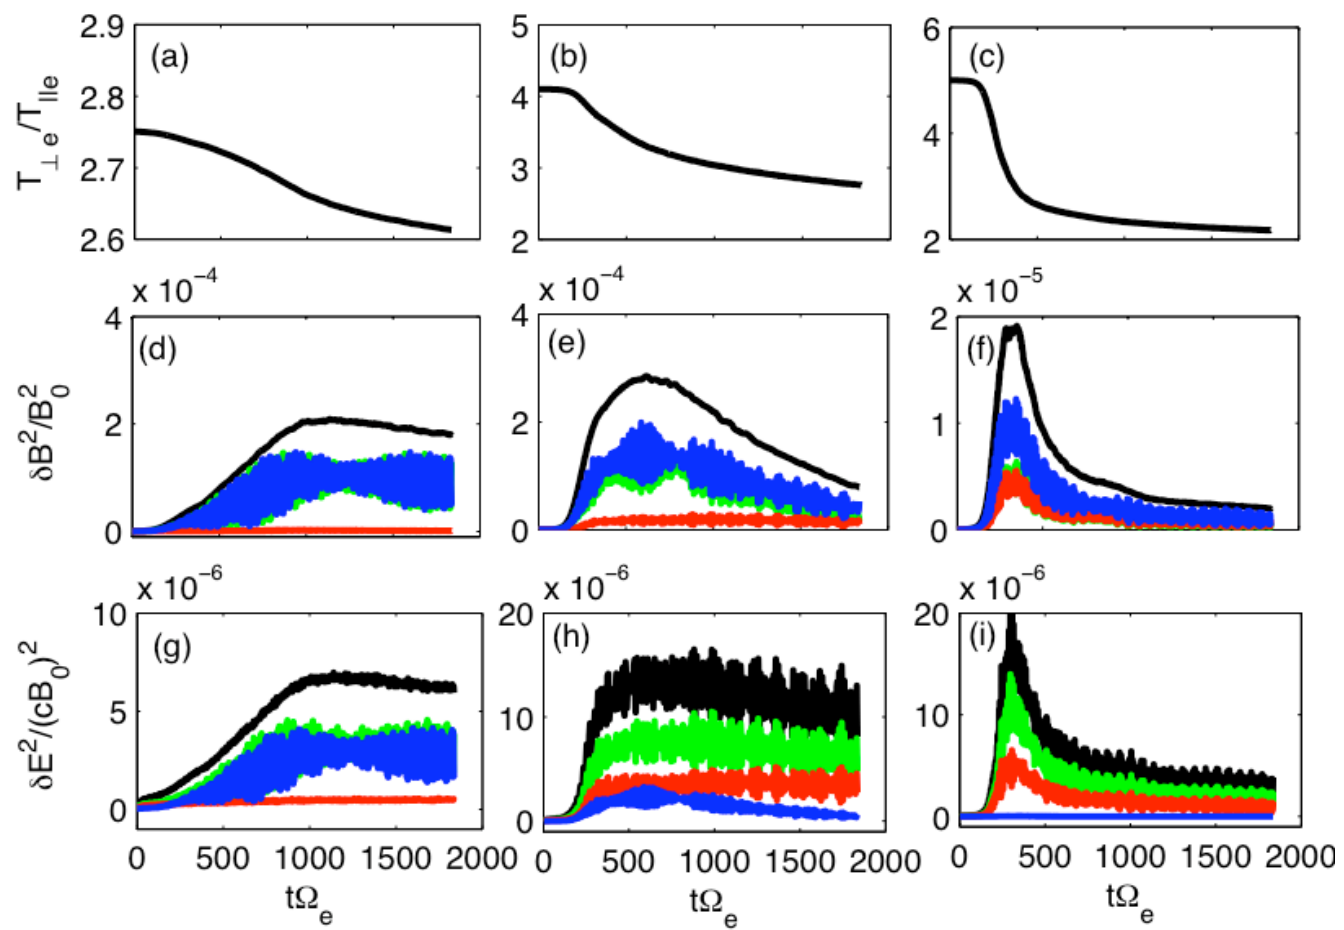 (a) (b) (c)
T⊥e/T||e
2.9 2.8 2.7 2.6
5 4 3 2
6 4 2
x 10⁻⁴ x 10⁻⁴ x 10⁻⁵
(d) (e) (f)
δB²/B₀²
4 2 0
4 2 0
2 1 0
x 10⁻⁶ x 10⁻⁶ x 10⁻⁶
(g) (h) (i)
δE²/(cB₀)²
10 5 0
20 10 0
20 10 0
0 500 1000 1500 2000
0 500 1000 1500 2000
0 500 1000 1500 2000
tΩe tΩe tΩe